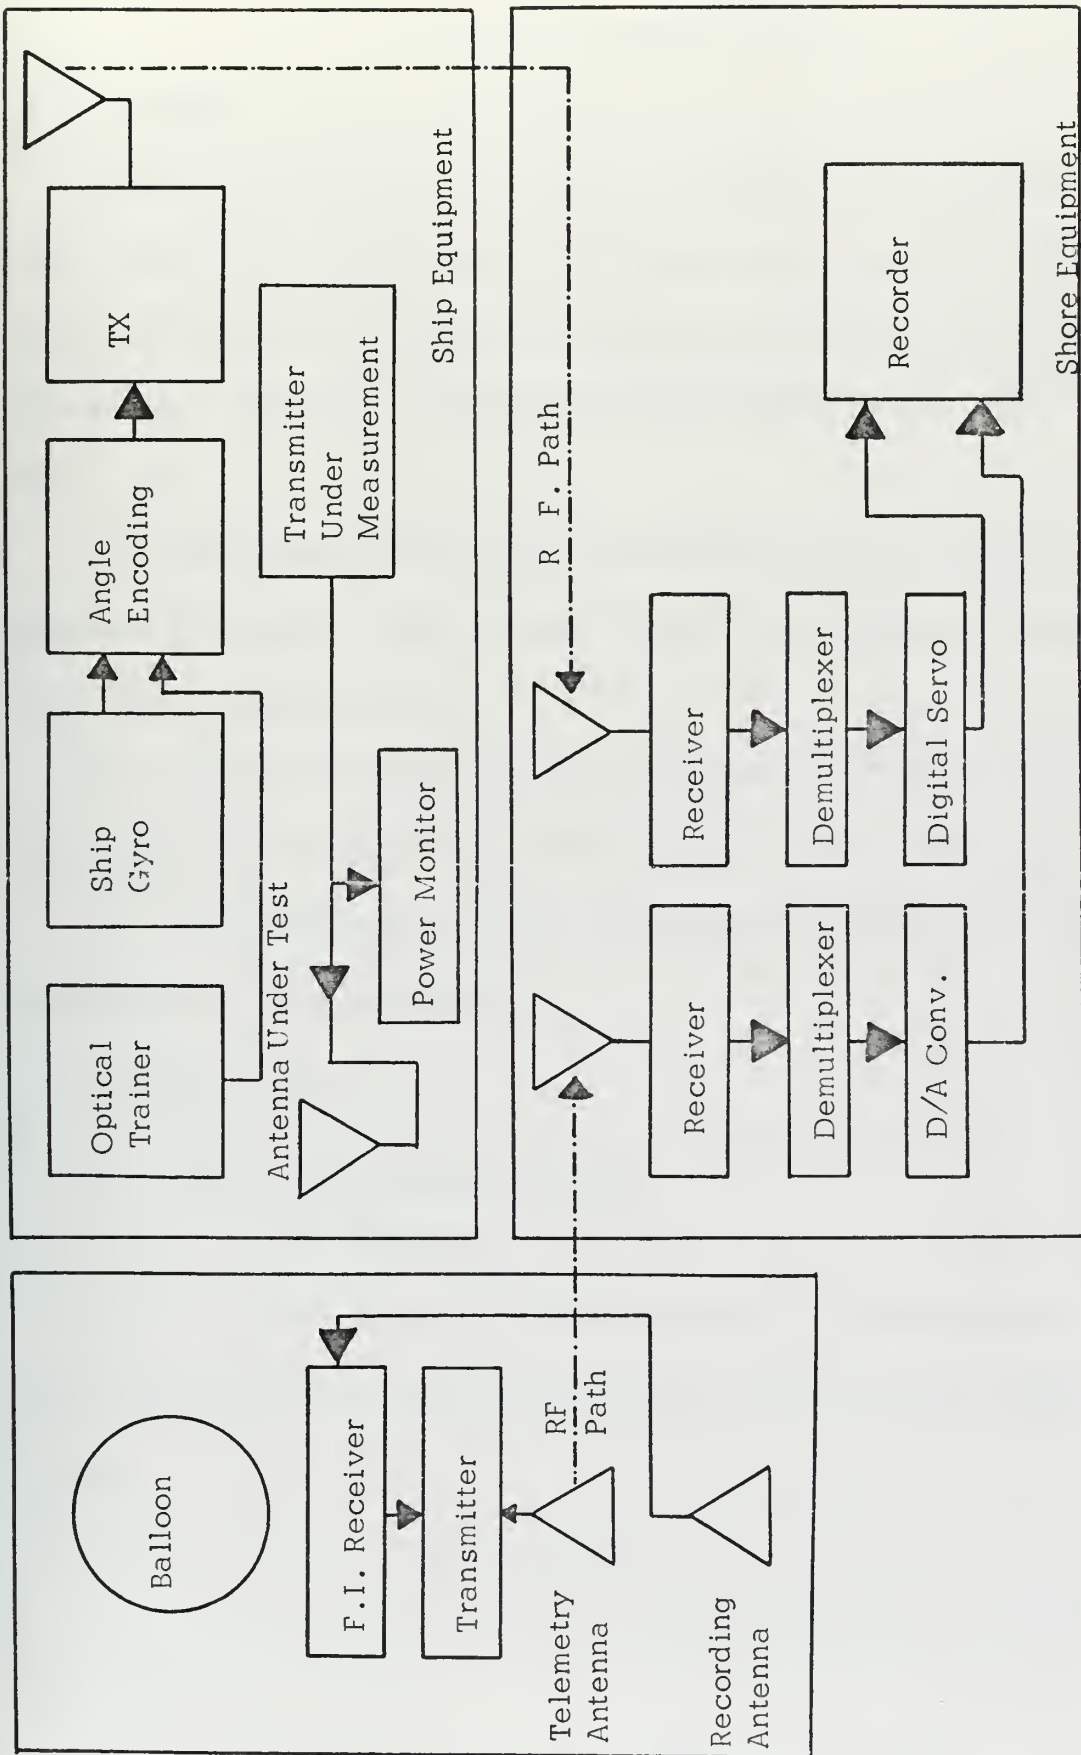 Balloon
F.I. Receiver
Transmitter
RF
Path
Telemetry
Antenna
Recording
Antenna
Optical
Trainer
Ship
Gyro
Angle
Encoding
TX
Antenna Under Test
Transmitter
Under
Measurement
Power Monitor
Ship Equipment
R F. Path
Receiver
Receiver
Demultiplexer
Demultiplexer
D/A Conv.
Digital Servo
Recorder
Shore Equipment